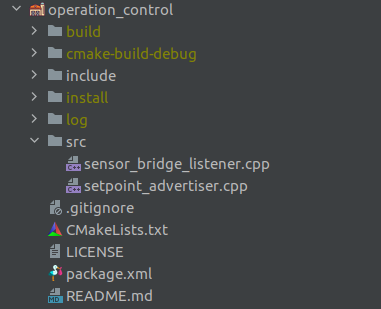 operation_control
build
cmake-build-debug
include
install
log
src
sensor_bridge_listener.cpp
setpoint_advertiser.cpp
.gitignore
CMakeLists.txt
LICENSE
package.xml
README.md